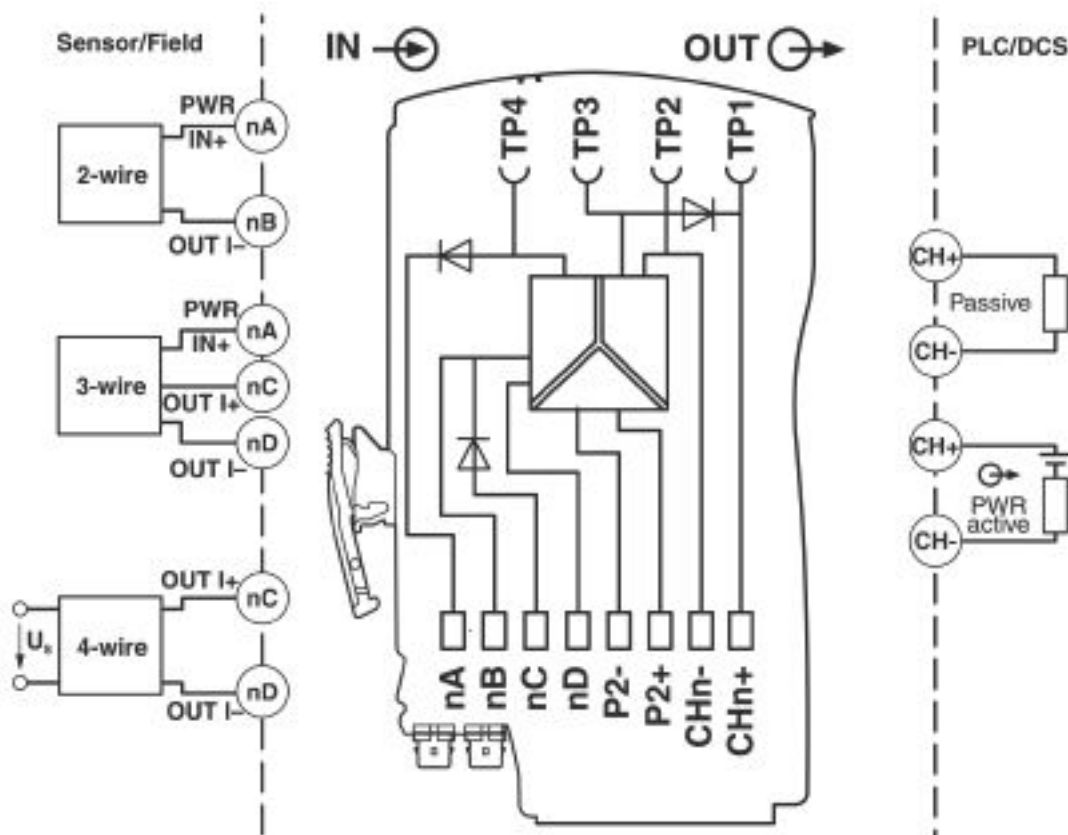 Sensor/Field
IN
OUT
PLC/DCS
PWR
IN+
nA
2-wire
nB
OUT I–
PWR
IN+
nA
3-wire
nC
OUT I+
nD
OUT I–
OUT I+
nC
Us
4-wire
nD
OUT I–
TP4
TP3
TP2
TP1
nA
nB
nC
nD
P2-
P2+
CHn-
CHn+
CH+
Passive
CH-
CH+
PWR
active
CH-